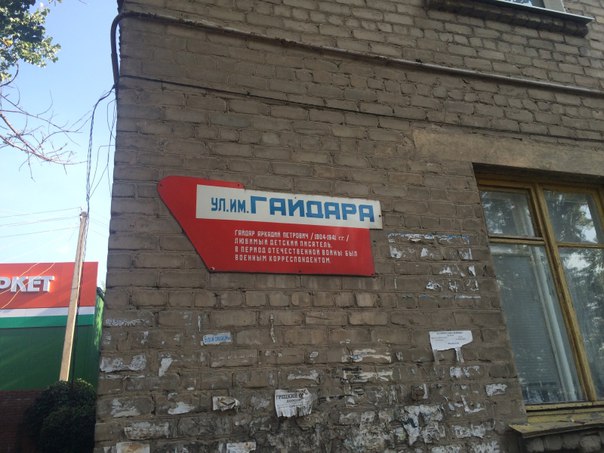 УЛ.ИМ. ГАЙДАРА
ГАЙДАР АРКАДИЙ ПЕТРОВИЧ /1904-1941 г.г./
ЛЮБИМЫЙ ДЕТСКИЙ ПИСАТЕЛЬ.
В ПЕРИОД ОТЕЧЕСТВЕННОЙ ВОЙНЫ БЫЛ
ВОЕННЫМ КОРРЕСПОНДЕНТОМ
РКЕТ